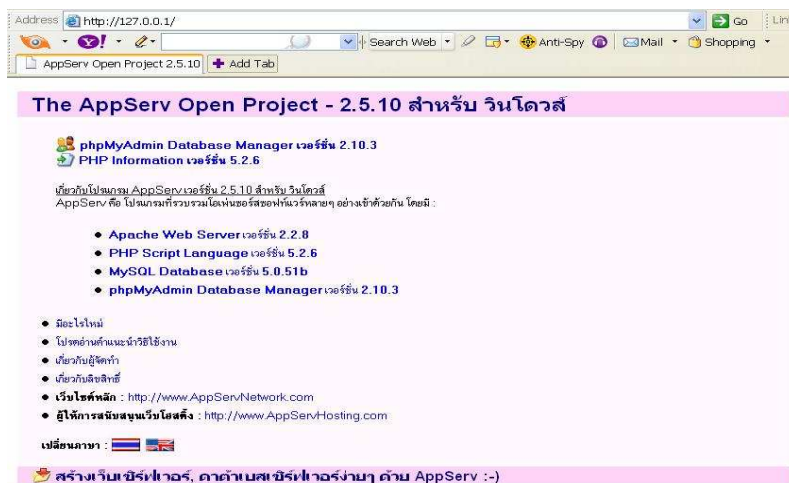 Address http://127.0.0.1/ Go Lin
Y! Search Web Anti-Spy Mail Shopping
AppServ Open Project 2.5.10 Add Tab
The AppServ Open Project - 2.5.10 สำหรับ วินโดวส์
phpMyAdmin Database Manager เวอร์ชั่น 2.10.3
PHP Information เวอร์ชั่น 5.2.6
เกี่ยวกับโปรแกรม AppServ เวอร์ชั่น 2.5.10 สำหรับ วินโดวส์
AppServ คือ โปรแกรมที่รวบรวมโอเพ่นซอร์สซอฟท์แวร์หลายๆ อย่างเข้าด้วยกัน โดยมี :
Apache Web Server เวอร์ชั่น 2.2.8
PHP Script Language เวอร์ชั่น 5.2.6
MySQL Database เวอร์ชั่น 5.0.51b
phpMyAdmin Database Manager เวอร์ชั่น 2.10.3
มีอะไรใหม่
โปรดอ่านคำแนะนำวิธีใช้งาน
เกี่ยวกับผู้จัดทำ
เกี่ยวกับลิขสิทธิ์
เว็บไซต์หลัก : http://www.AppServNetwork.com
ผู้ให้การสนับสนุนเว็บโฮสติ้ง : http://www.AppServHosting.com
เปลี่ยนภาษา :
สร้างเว็บเซิร์ฟเวอร์, ดาต้าเบสเซิร์ฟเวอร์ง่ายๆ ด้วย AppServ :-)